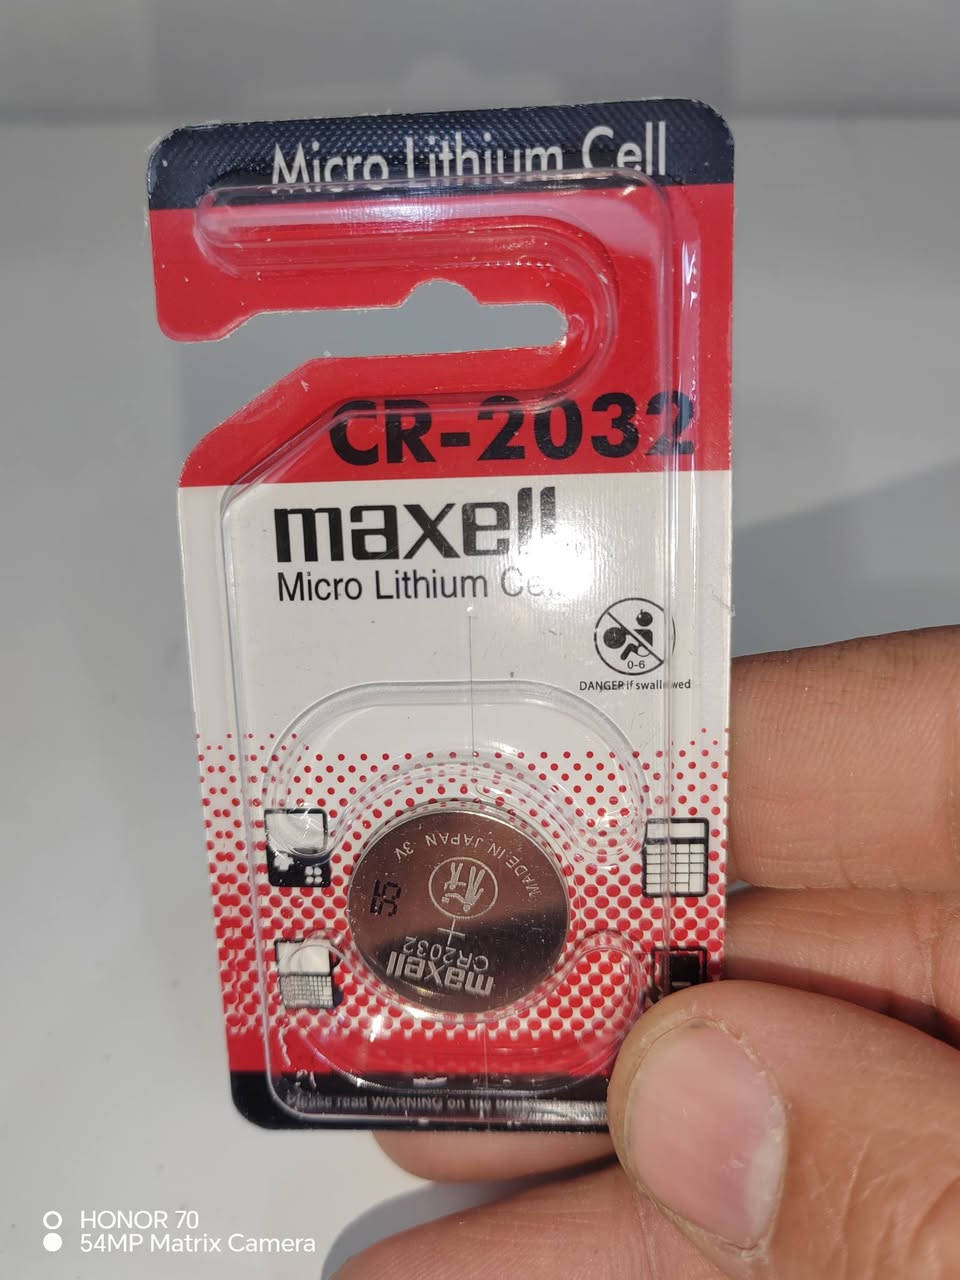 Micro Lithium Cell
CR-2032
maxell
Micro Lithium Cell
0-6
DANGER if swallowed
MADE IN JAPAN 3V
CR2032
maxell
Please read WARNING on the
HONOR 70
54MP Matrix Camera